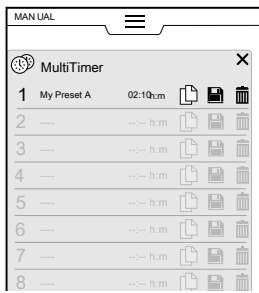 MAN UAL
MultiTimer
1 My Preset A 02:10h:m
2 ---- --:-- h:m
3 ---- --:-- h:m
4 ---- --:-- h:m
5 ---- --:-- h:m
6 ---- --:-- h:m
7 ---- --:-- h:m
8 ---- --:-- h:m